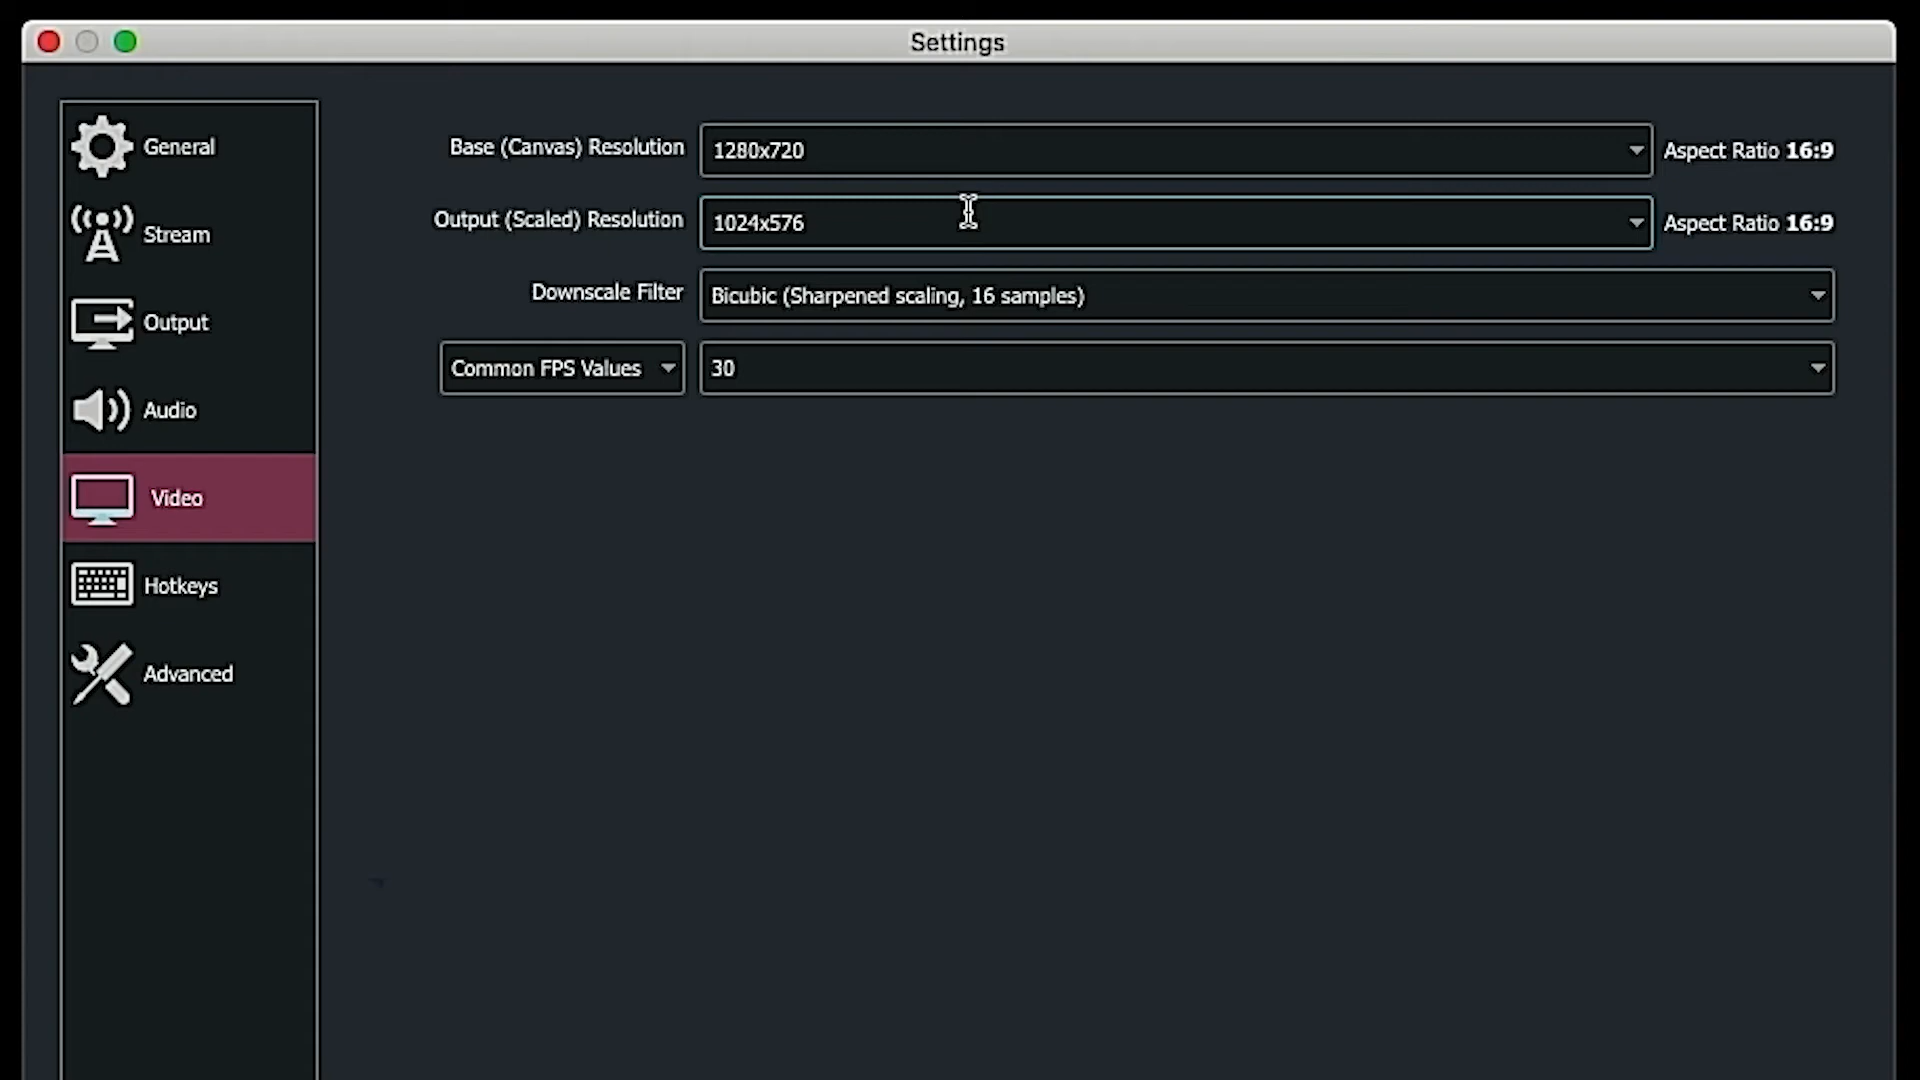 Settings
General
Stream
Output
Audio
Video
Hotkeys
Advanced
Base (Canvas) Resolution 1280x720 Aspect Ratio 16:9
Output (Scaled) Resolution 1024x576 Aspect Ratio 16:9
Downscale Filter Bicubic (Sharpened scaling, 16 samples)
Common FPS Values 30